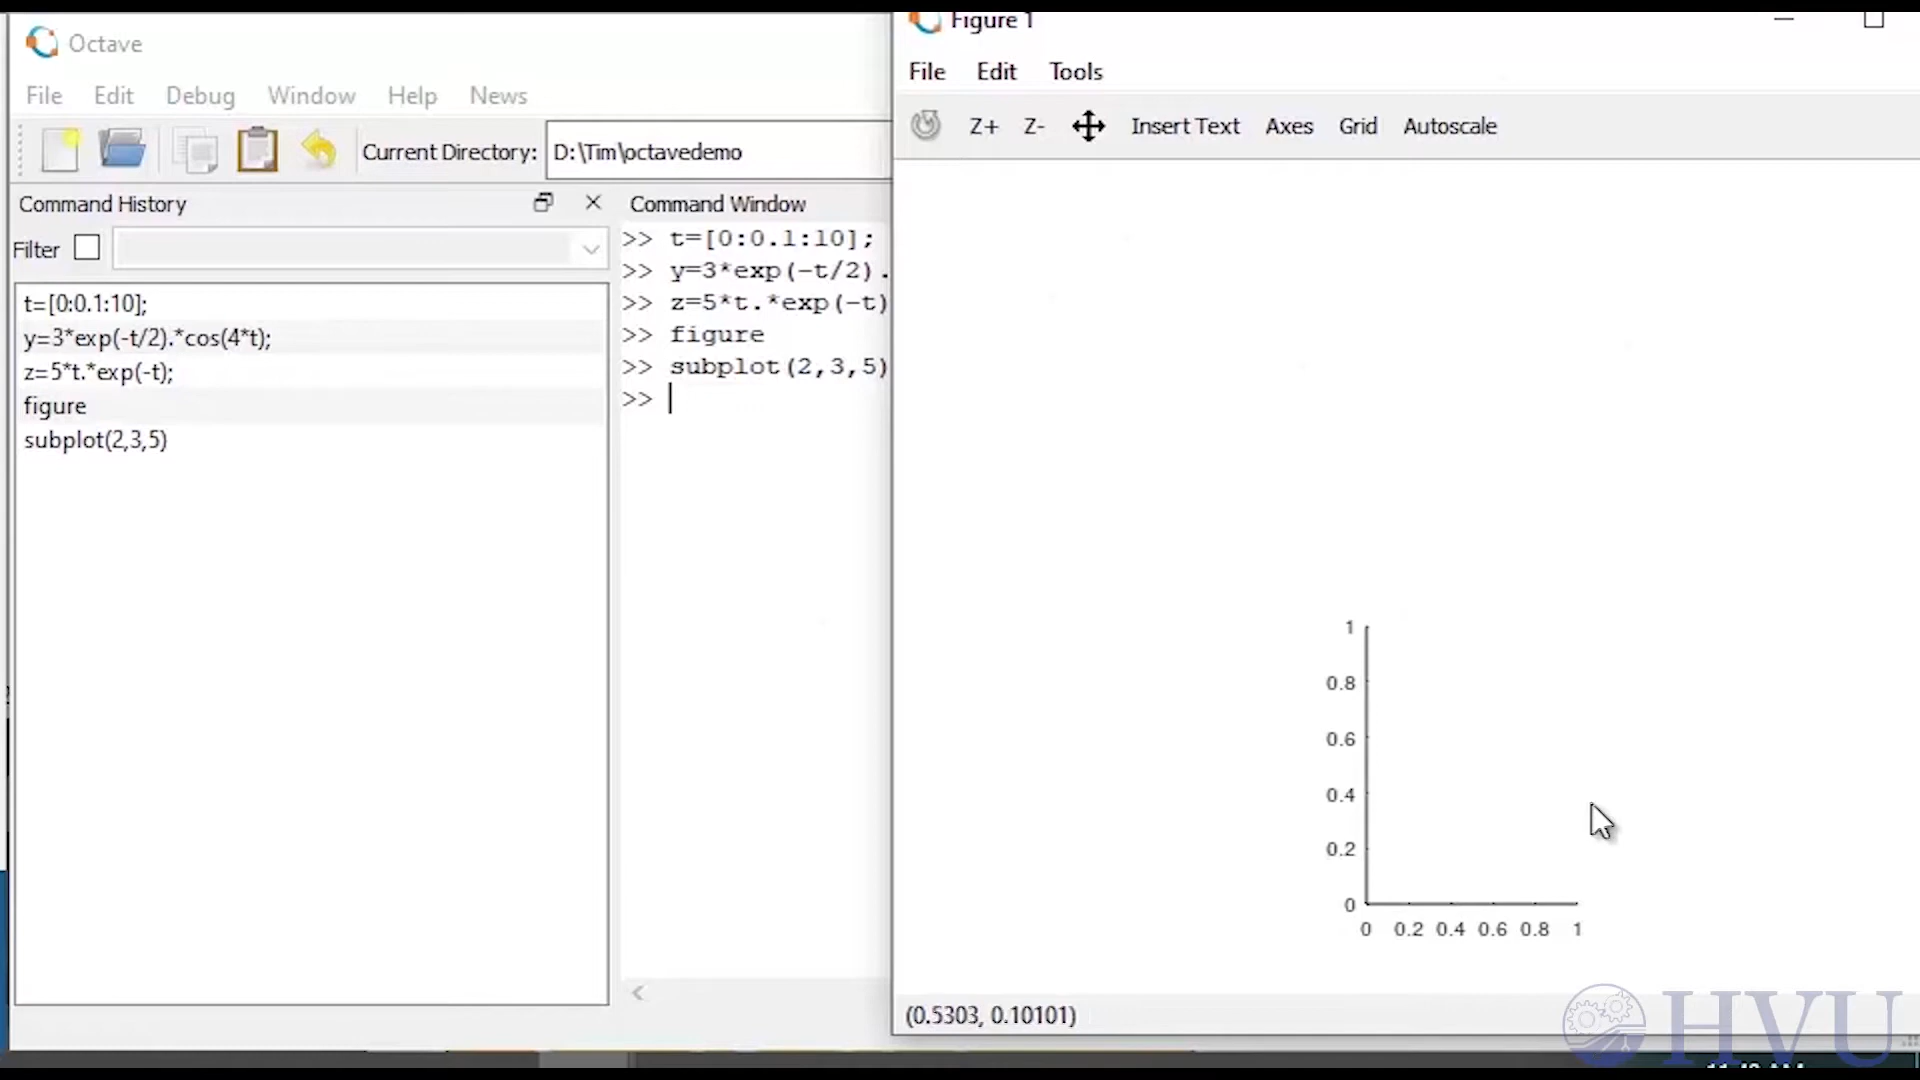 Octave
File Edit Debug Window Help News
Current Directory: D:\Tim\octavedemo
Command History
Filter
t=[0:0.1:10];
y=3*exp(-t/2).*cos(4*t);
z=5*t.*exp(-t);
figure
subplot(2,3,5)
Command Window
>> t=[0:0.1:10];
>> y=3*exp(-t/2).
>> z=5*t.*exp(-t)
>> figure
>> subplot(2,3,5)
>>
Figure 1
File Edit Tools
Z+ Z- Insert Text Axes Grid Autoscale
1
0.8
0.6
0.4
0.2
0
0 0.2 0.4 0.6 0.8 1
(0.5303, 0.10101)
HVU